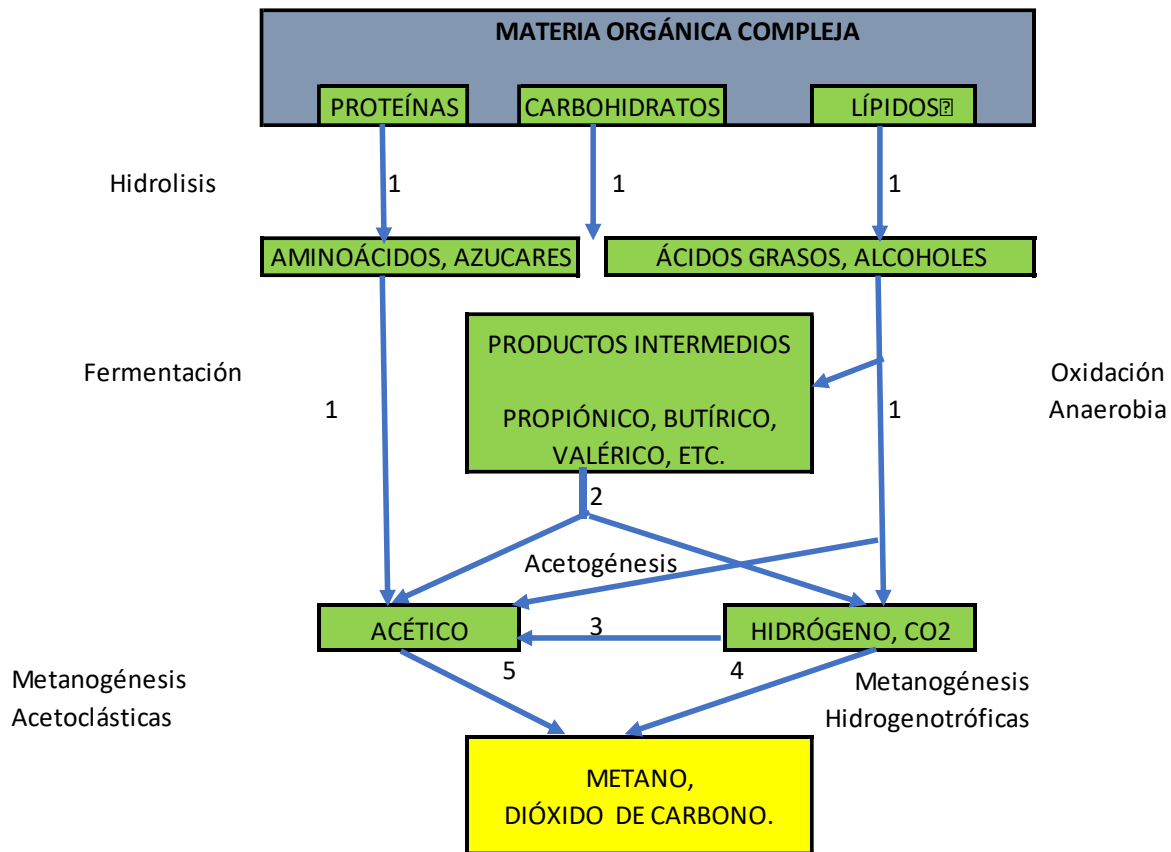 MATERIA ORGÁNICA COMPLEJA
PROTEÍNAS
CARBOHIDRATOS
LÍPIDOS⍰
Hidrolisis
1
1
1
AMINOÁCIDOS, AZUCARES
ÁCIDOS GRASOS, ALCOHOLES
PRODUCTOS INTERMEDIOS
PROPIÓNICO, BUTÍRICO,
VALÉRICO, ETC.
Fermentación
1
1
Oxidación
Anaerobia
2
Acetogénesis
ACÉTICO
3
HIDRÓGENO, CO2
5
4
Metanogénesis
Acetoclásticas
Metanogénesis
Hidrogenotróficas
METANO,
DIÓXIDO DE CARBONO.